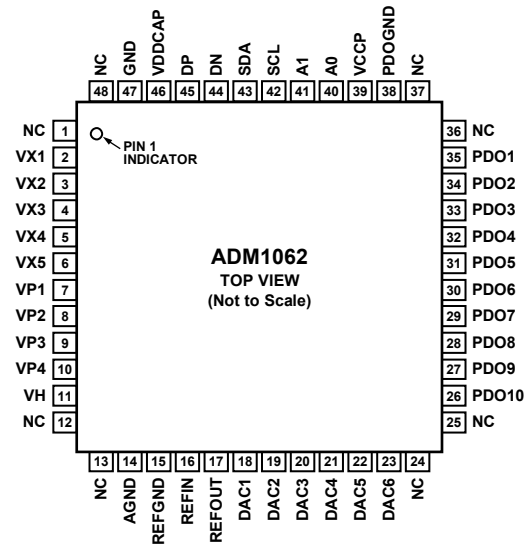 NC
GND
VDDCAP
DP
DN
SDA
SCL
A1
A0
VCCP
PDOGND
NC
48 47 46 45 44 43 42 41 40 39 38 37
NC 1
VX1 2
VX2 3
VX3 4
VX4 5
VX5 6
VP1 7
VP2 8
VP3 9
VP4 10
VH 11
NC 12
PIN 1
INDICATOR
ADM1062
TOP VIEW
(Not to Scale)
36 NC
35 PDO1
34 PDO2
33 PDO3
32 PDO4
31 PDO5
30 PDO6
29 PDO7
28 PDO8
27 PDO9
26 PDO10
25 NC
13 14 15 16 17 18 19 20 21 22 23 24
NC
AGND
REFGND
REFIN
REFOUT
DAC1
DAC2
DAC3
DAC4
DAC5
DAC6
NC